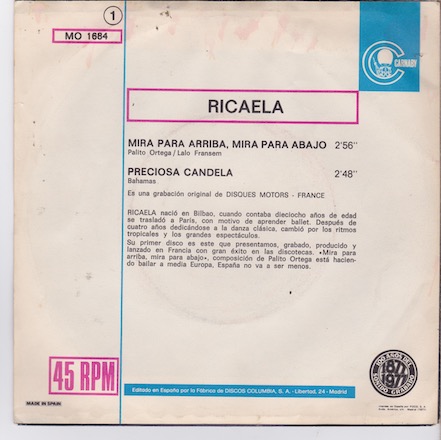 1
MO 1684
CARNABY
RICAELA
MIRA PARA ARRIBA, MIRA PARA ABAJO 2'56"
Palito Ortega/Lalo Fransem
PRECIOSA CANDELA 2'48"
Bahamas
Es una grabación original de DISQUES MOTORS - FRANCE
RICAELA nació en Bilbao, cuando contaba dieciocho años de edad
se trasladó a París, con motivo de aprender ballet. Después de
cuatro años dedicándose a la danza clásica, cambió por los ritmos
tropicales y los grandes espectáculos.
Su primer disco es este que presentamos, grabado, producido y
lanzado en Francia con gran éxito en las discotecas. «Mira para
arriba, mira para abajo», composición de Palito Ortega está hacien-
do bailar a media Europa, España no va a ser menos.
45 RPM
100 AÑOS DEL
1877
1977
SONIDO GRABADO
Editado en España por la Fábrica de DISCOS COLUMBIA, S. A. - Libertad, 24 - Madrid
MADE IN SPAIN